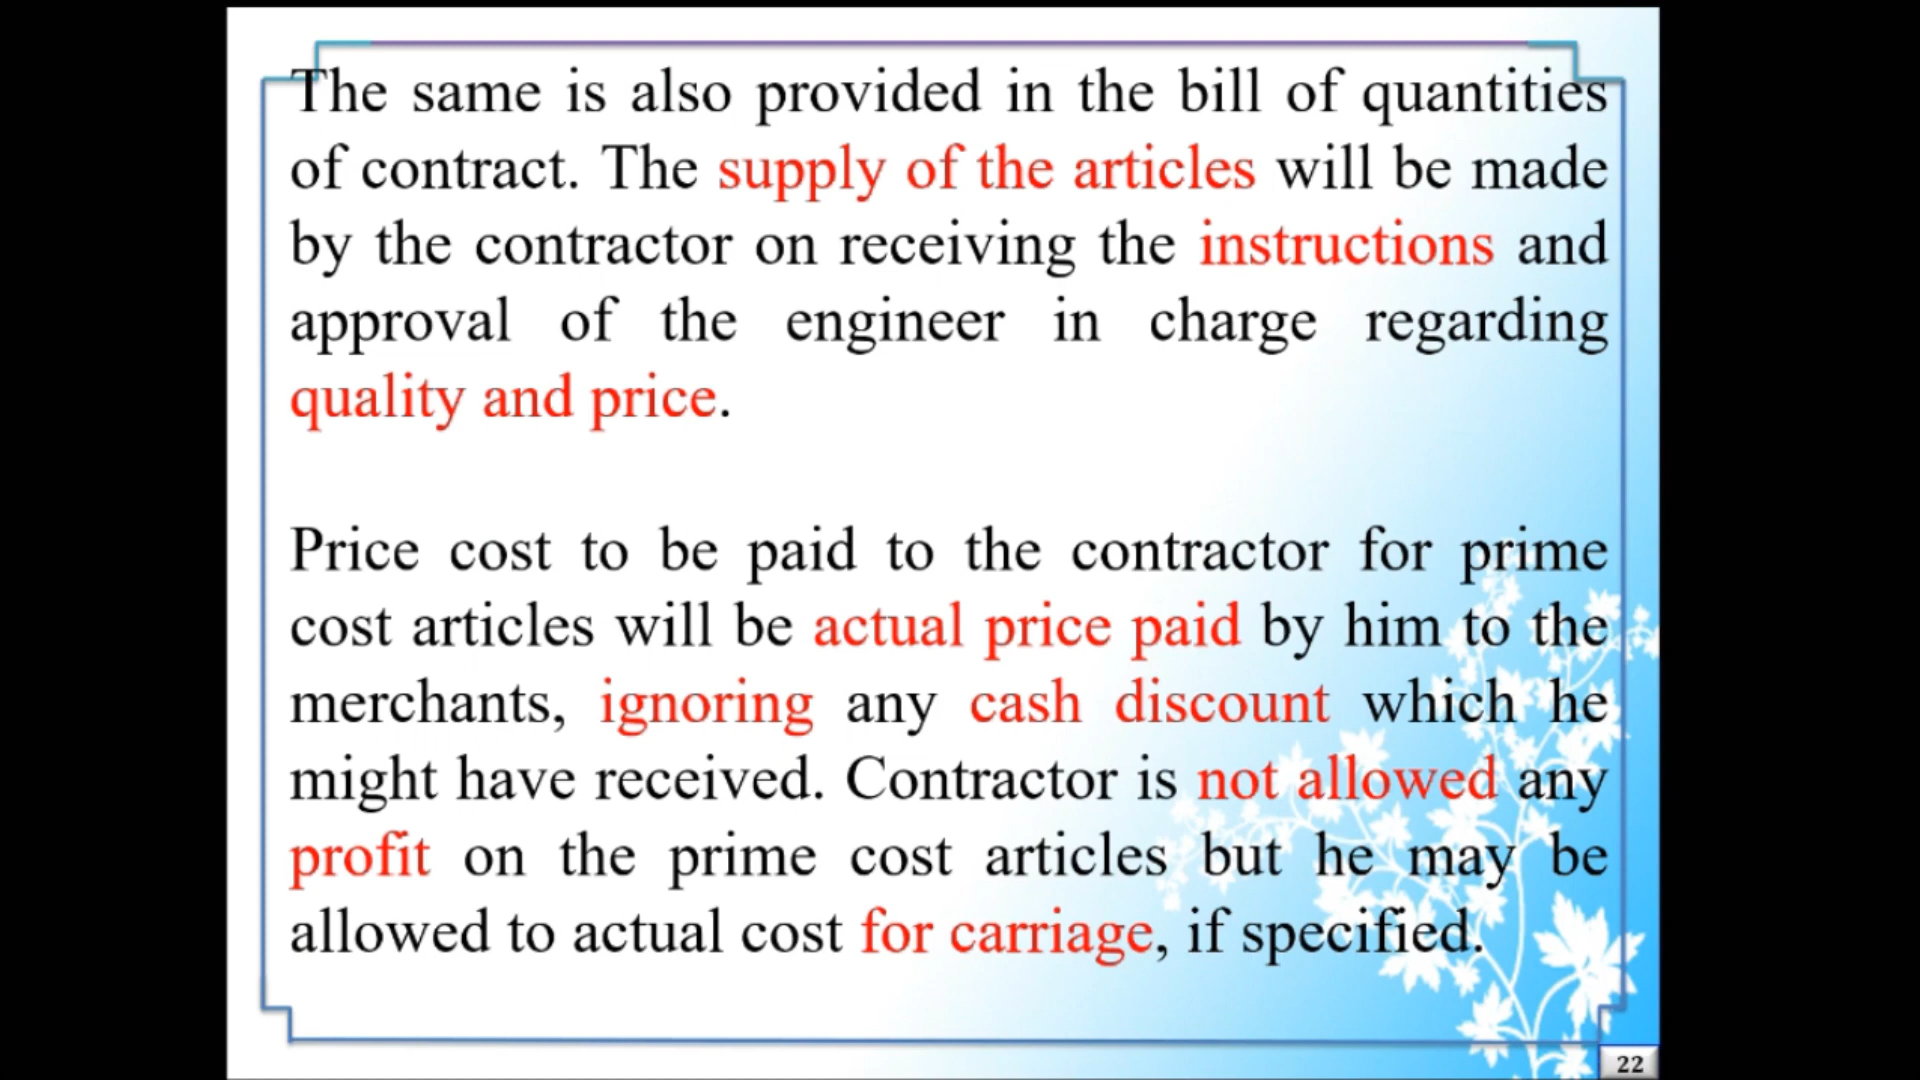 The same is also provided in the bill of quantities
of contract. The supply of the articles will be made
by the contractor on receiving the instructions and
approval of the engineer in charge regarding
quality and price.
Price cost to be paid to the contractor for prime
cost articles will be actual price paid by him to the
merchants, ignoring any cash discount which he
might have received. Contractor is not allowed any
profit on the prime cost articles but he may be
allowed to actual cost for carriage, if specified.
22